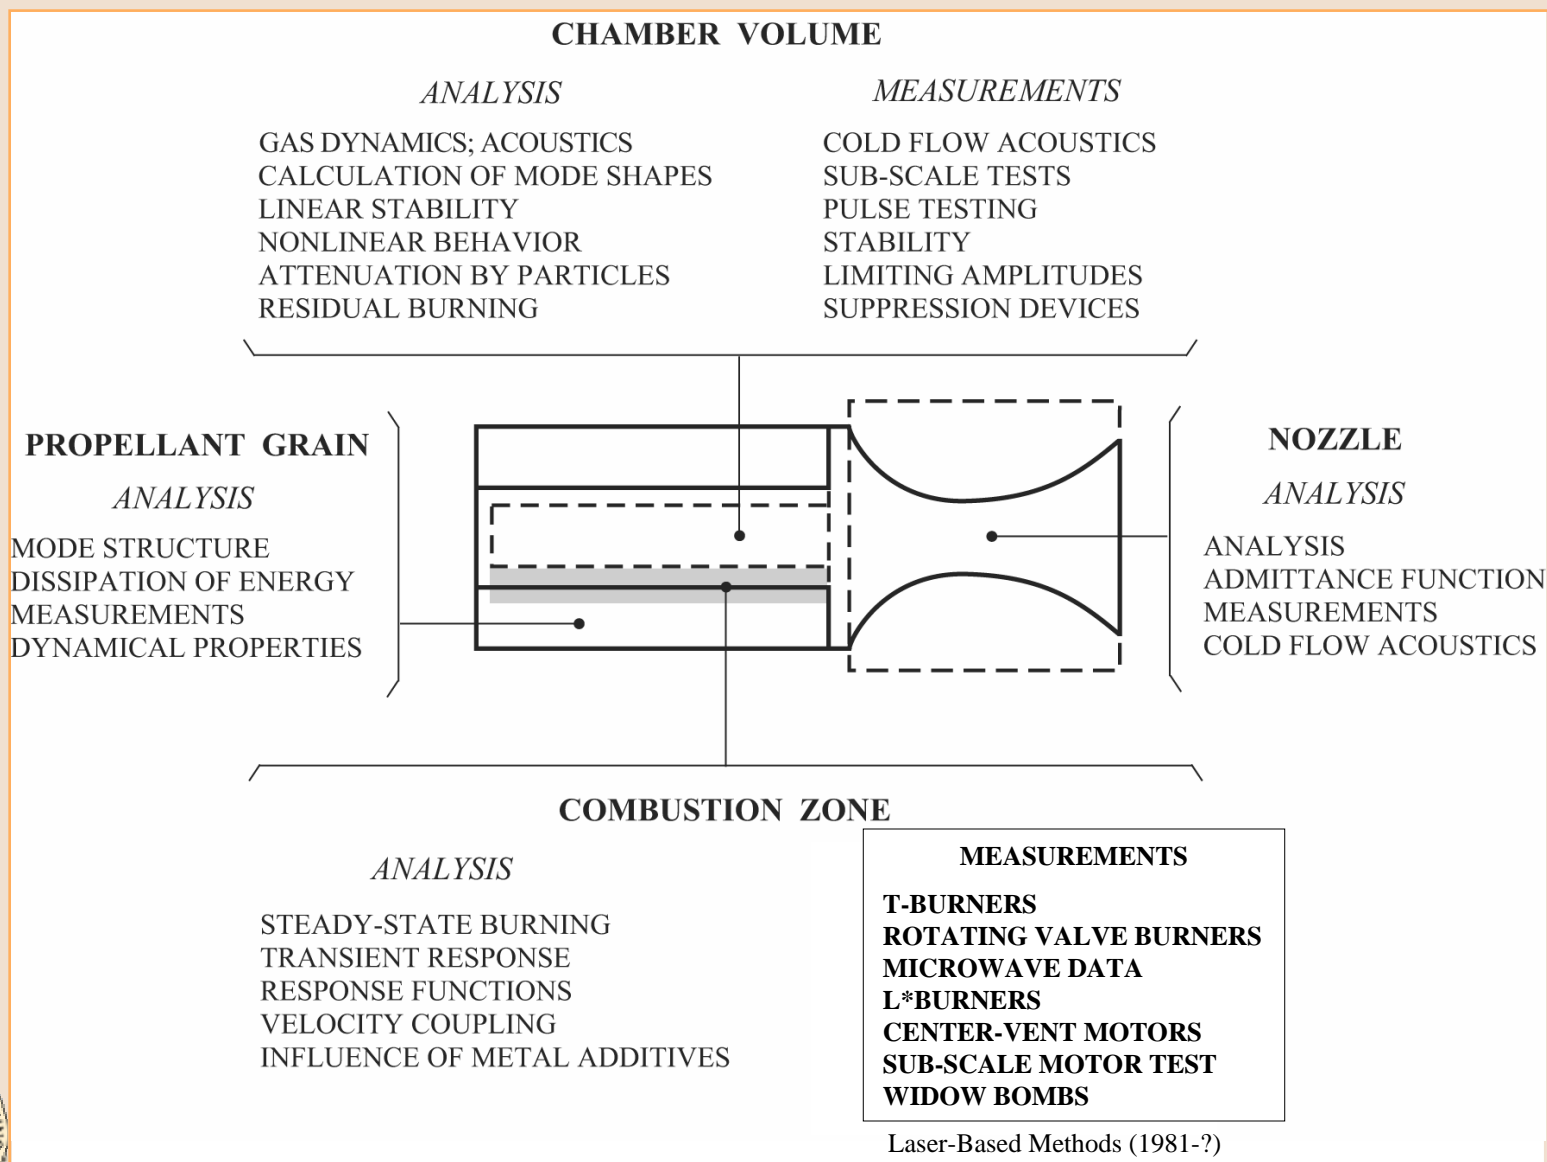 CHAMBER VOLUME
ANALYSIS
GAS DYNAMICS; ACOUSTICS
CALCULATION OF MODE SHAPES
LINEAR STABILITY
NONLINEAR BEHAVIOR
ATTENUATION BY PARTICLES
RESIDUAL BURNING
MEASUREMENTS
COLD FLOW ACOUSTICS
SUB-SCALE TESTS
PULSE TESTING
STABILITY
LIMITING AMPLITUDES
SUPPRESSION DEVICES
PROPELLANT GRAIN
ANALYSIS
MODE STRUCTURE
DISSIPATION OF ENERGY
MEASUREMENTS
DYNAMICAL PROPERTIES
NOZZLE
ANALYSIS
ANALYSIS
ADMITTANCE FUNCTION
MEASUREMENTS
COLD FLOW ACOUSTICS
COMBUSTION ZONE
ANALYSIS
STEADY-STATE BURNING
TRANSIENT RESPONSE
RESPONSE FUNCTIONS
VELOCITY COUPLING
INFLUENCE OF METAL ADDITIVES
MEASUREMENTS
T-BURNERS
ROTATING VALVE BURNERS
MICROWAVE DATA
L*BURNERS
CENTER-VENT MOTORS
SUB-SCALE MOTOR TEST
WIDOW BOMBS
Laser-Based Methods (1981-?)